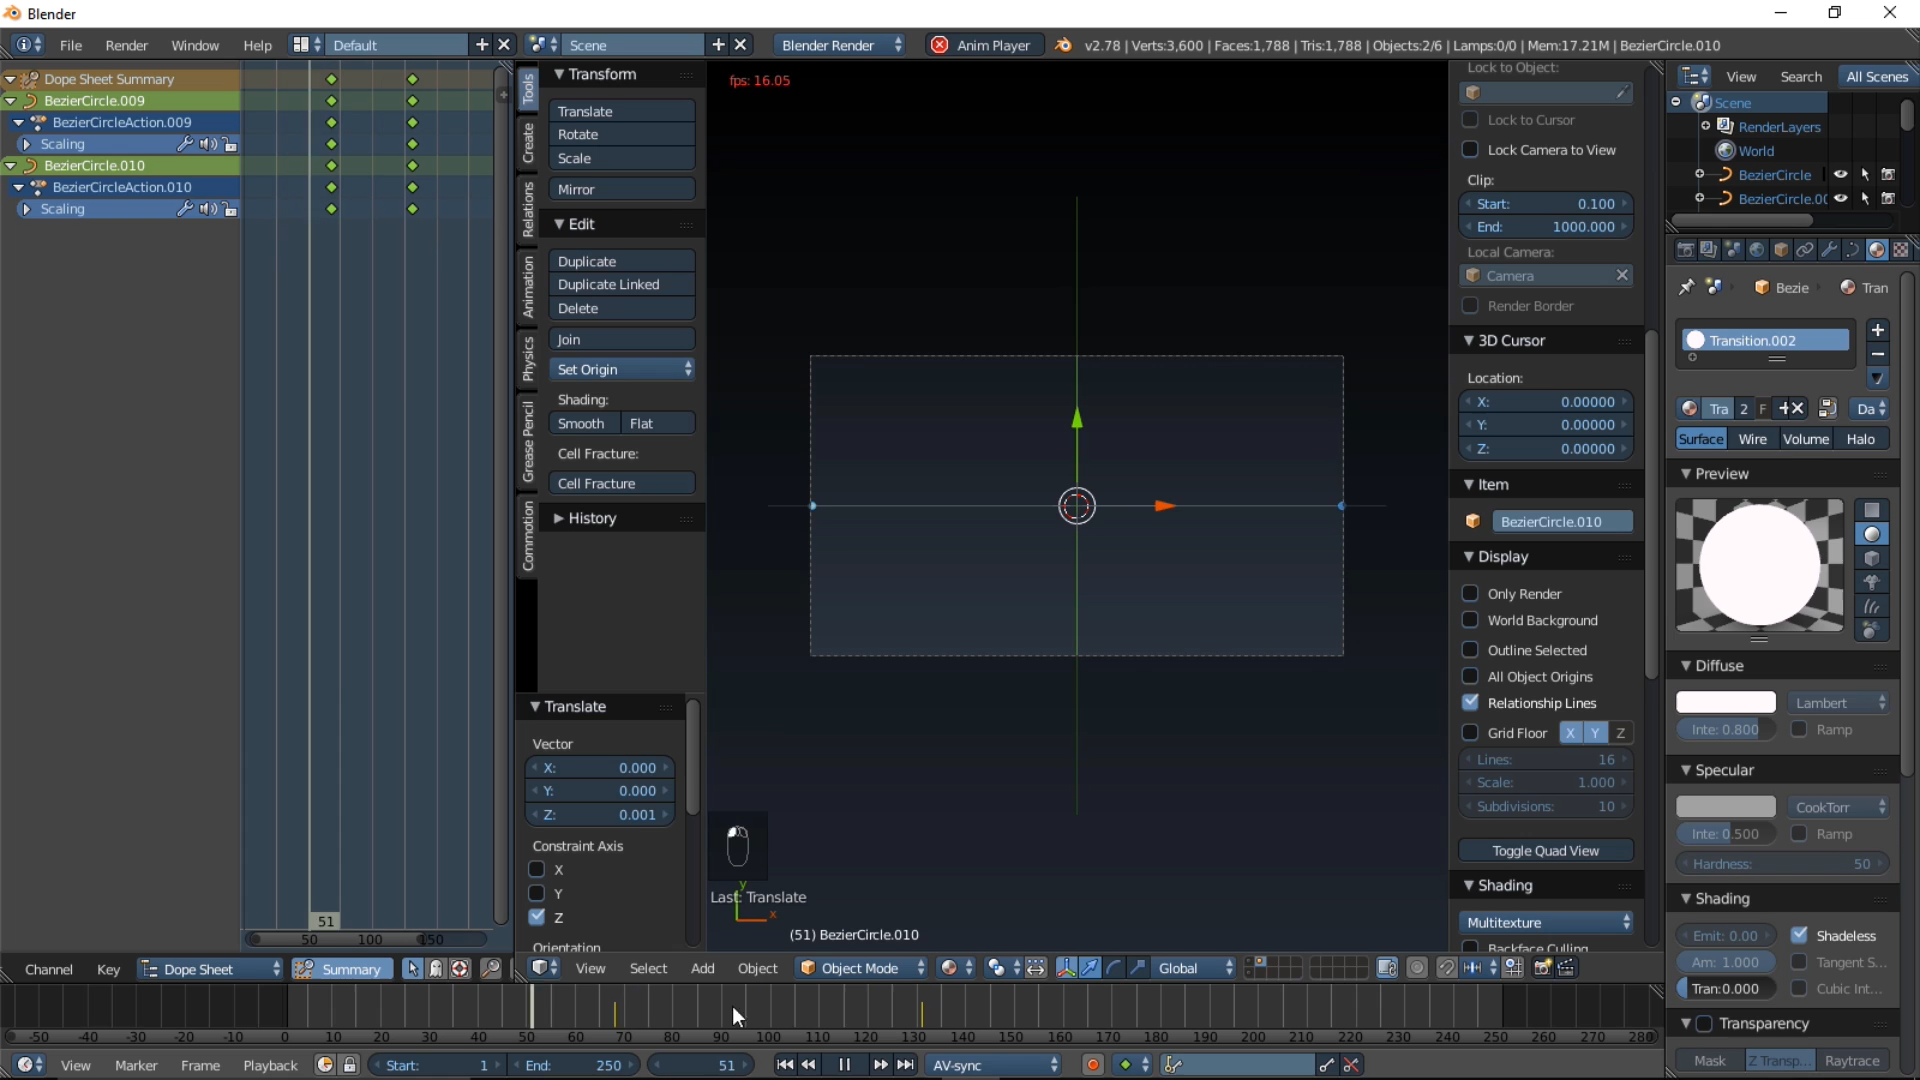 Blender
File Render Window Help Default Scene Blender Render Anim Player v2.78 | Verts:3,600 | Faces:1,788 | Tris:1,788 | Objects:2/6 | Lamps:0/0 | Mem:17.21M | BezierCircle.010
Dope Sheet Summary
BezierCircle.009
BezierCircleAction.009
Scaling
BezierCircle.010
BezierCircleAction.010
Scaling
51
50 100 150
Channel Key Dope Sheet Summary
Tools
Create
Relations
Animation
Physics
Grease Pencil
Commotion
Transform
Translate
Rotate
Scale
Mirror
Edit
Duplicate
Duplicate Linked
Delete
Join
Set Origin
Shading:
Smooth Flat
Cell Fracture:
Cell Fracture
History
Translate
Vector
X: 0.000
Y: 0.000
Z: 0.001
Constraint Axis
X
Y
Z
Orientation
fps: 16.05
Last: Translate
y
x
(51) BezierCircle.010
View Select Add Object Object Mode Global
Lock to Object:
Lock to Cursor
Lock Camera to View
Clip:
Start: 0.100
End: 1000.000
Local Camera:
Camera
Render Border
3D Cursor
Location:
X: 0.00000
Y: 0.00000
Z: 0.00000
Item
BezierCircle.010
Display
Only Render
World Background
Outline Selected
All Object Origins
Relationship Lines
Grid Floor X Y Z
Lines: 16
Scale: 1.000
Subdivisions: 10
Toggle Quad View
Shading
Multitexture
Backface Culling
View Search All Scenes
Scene
RenderLayers
World
BezierCircle
BezierCircle.00
Bezie Tran
Transition.002
Tra 2 F Da
Surface Wire Volume Halo
Preview
Diffuse
Lambert
Inte: 0.800 Ramp
Specular
CookTorr
Inte: 0.500 Ramp
Hardness: 50
Shading
Emit: 0.00 Shadeless
Am: 1.000 Tangent S...
Tran:0.000 Cubic Int...
Transparency
Mask Z Transp... Raytrace
-50 -40 -30 -20 -10 0 10 20 30 40 50 60 70 80 90 100 110 120 130 140 150 160 170 180 190 200 210 220 230 240 250 260 270 280
View Marker Frame Playback Start: 1 End: 250 51 AV-sync